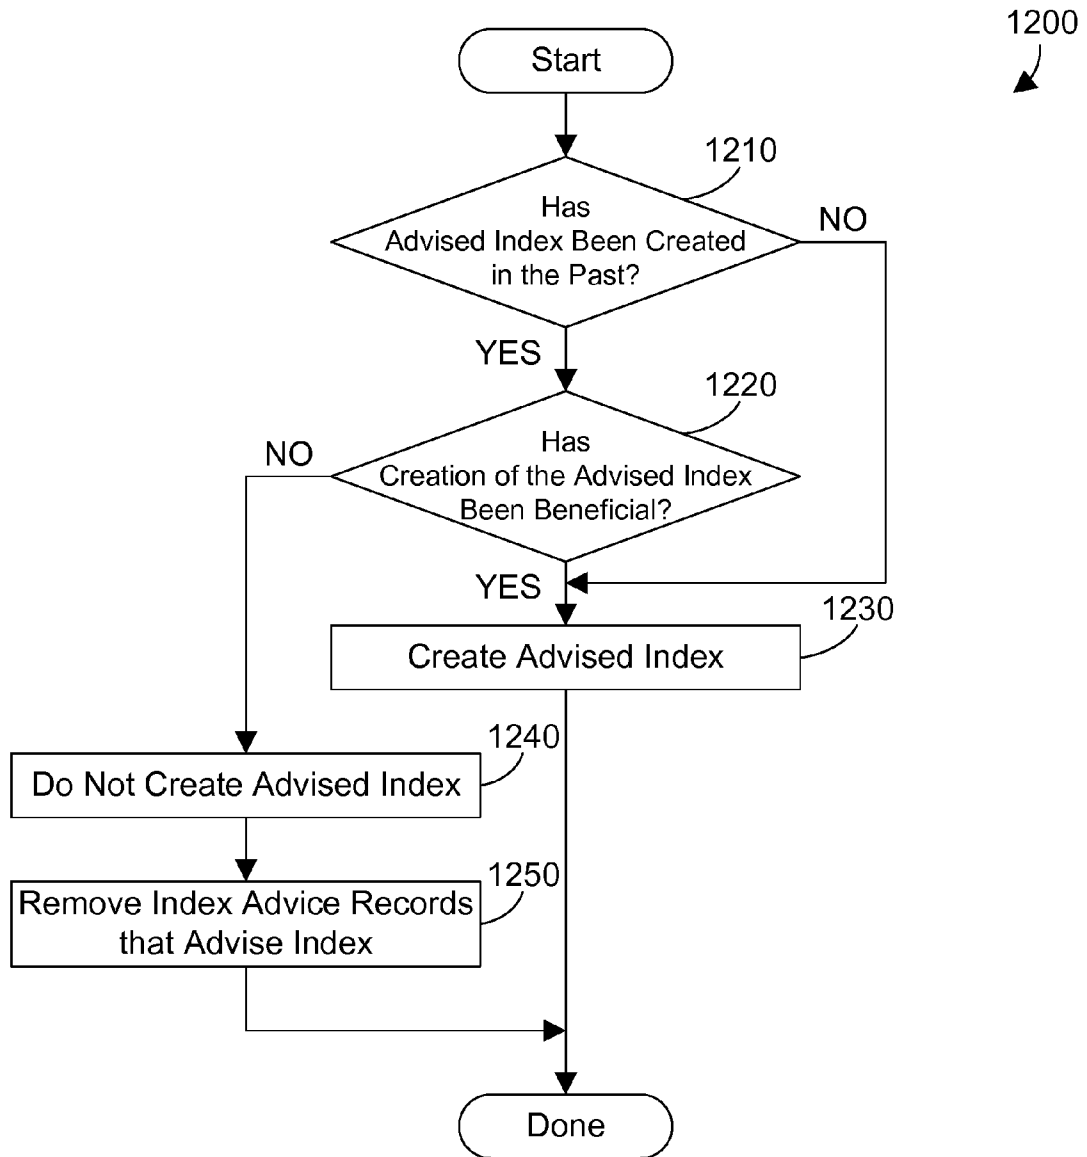 1200
Start
1210
Has
Advised Index Been Created
in the Past?
NO
YES
1220
Has
Creation of the Advised Index
Been Beneficial?
NO
YES
1230
Create Advised Index
1240
Do Not Create Advised Index
1250
Remove Index Advice Records
that Advise Index
Done